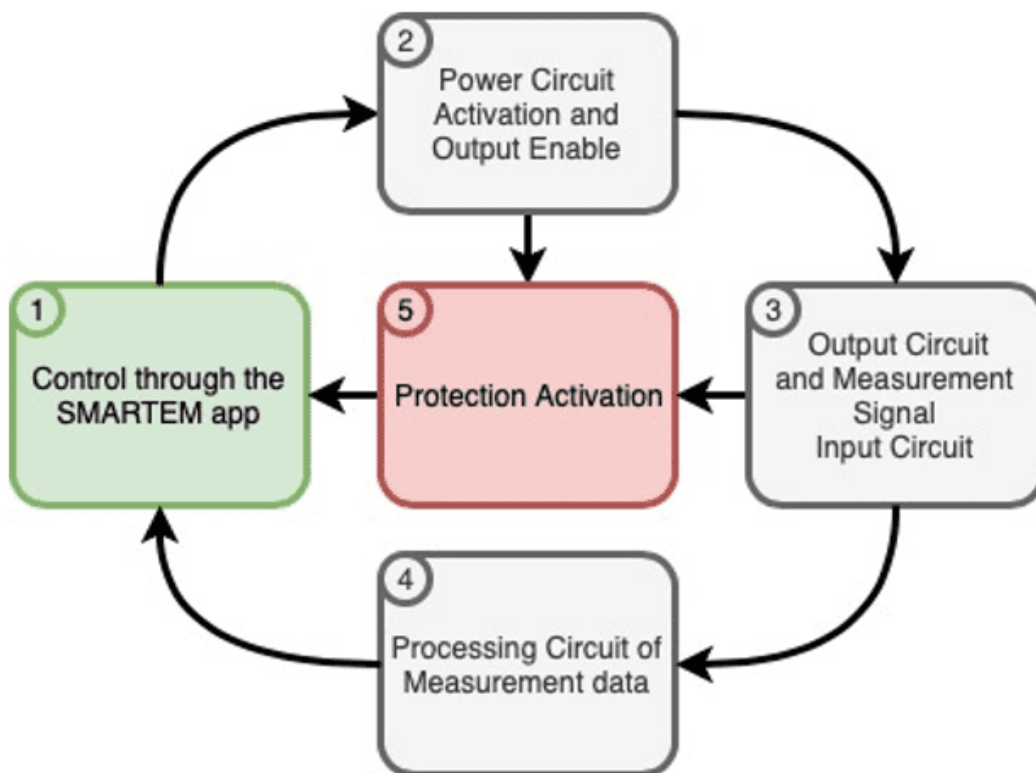 2
Power Circuit
Activation and
Output Enable
1
Control through the
SMARTEM app
5
Protection Activation
3
Output Circuit
and Measurement
Signal
Input Circuit
4
Processing Circuit of
Measurement data